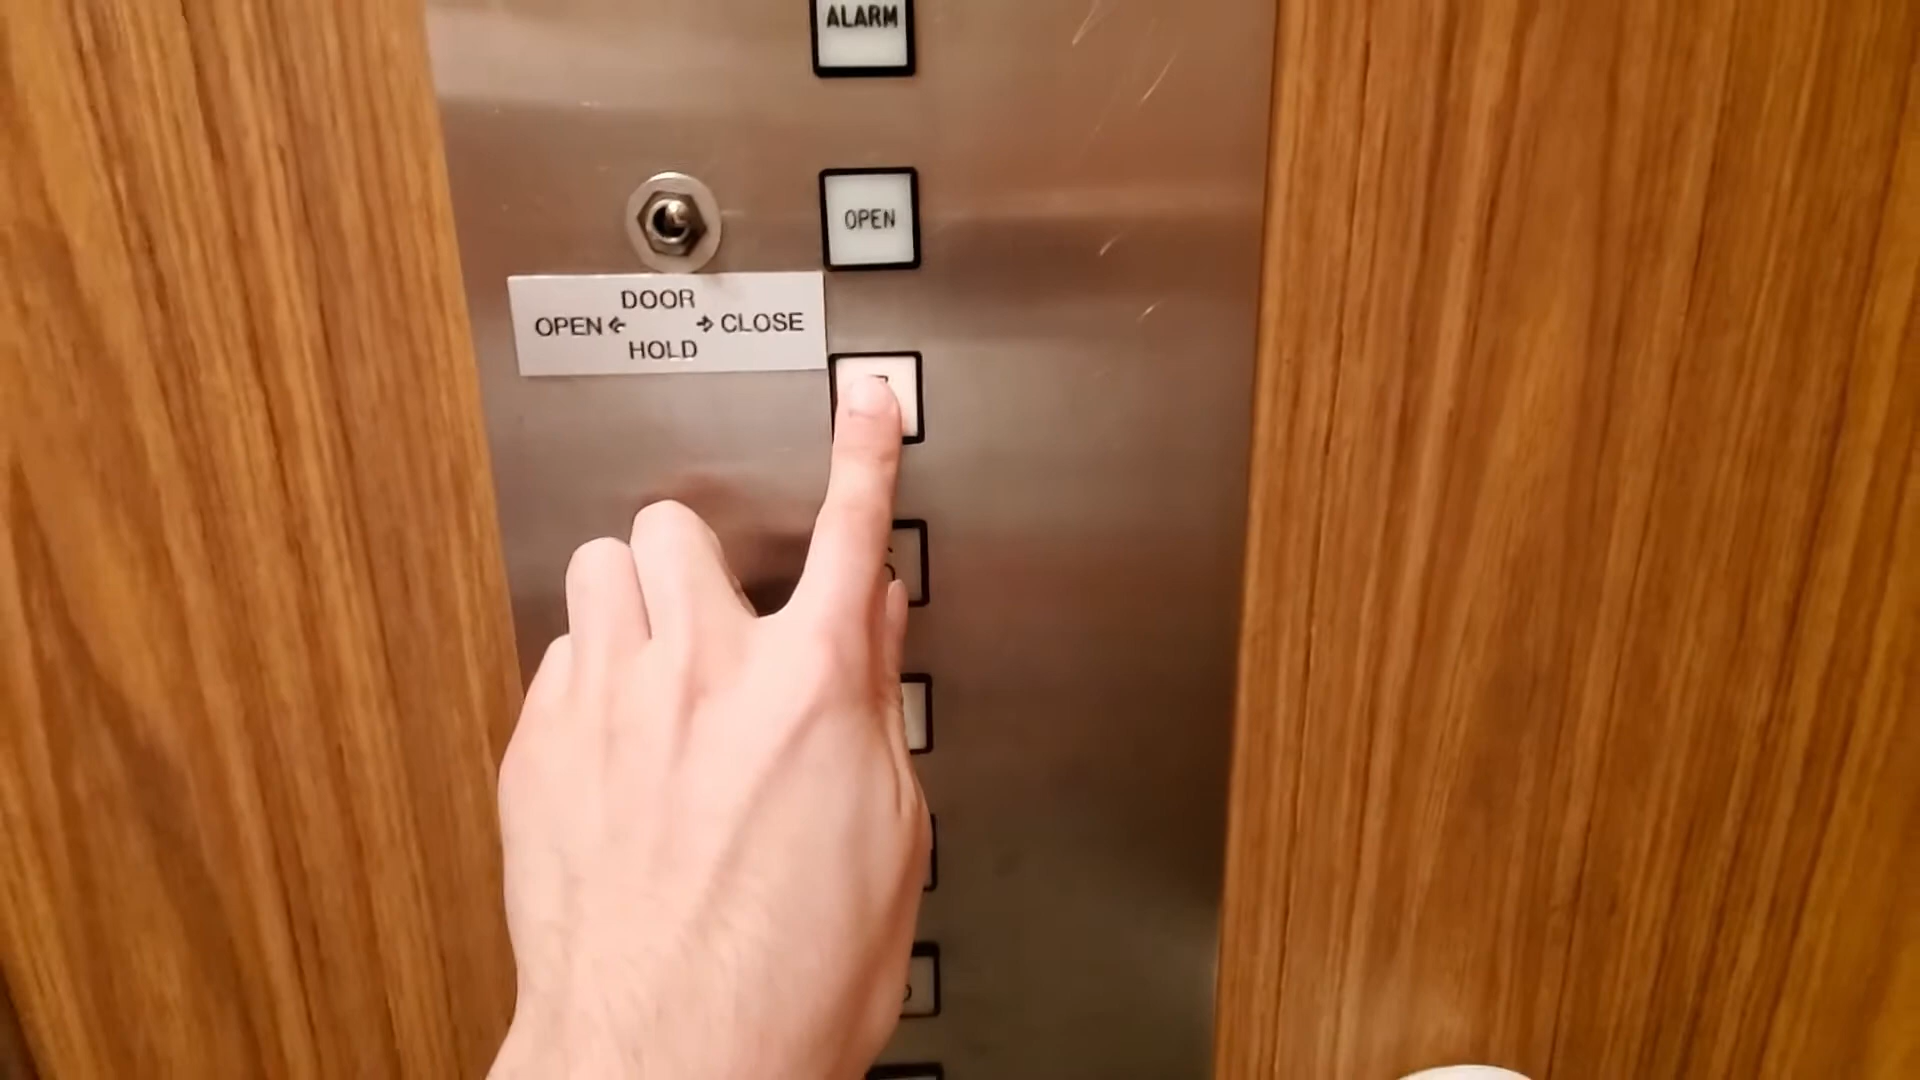 ALARM
OPEN
DOOR
OPEN ← → CLOSE
HOLD